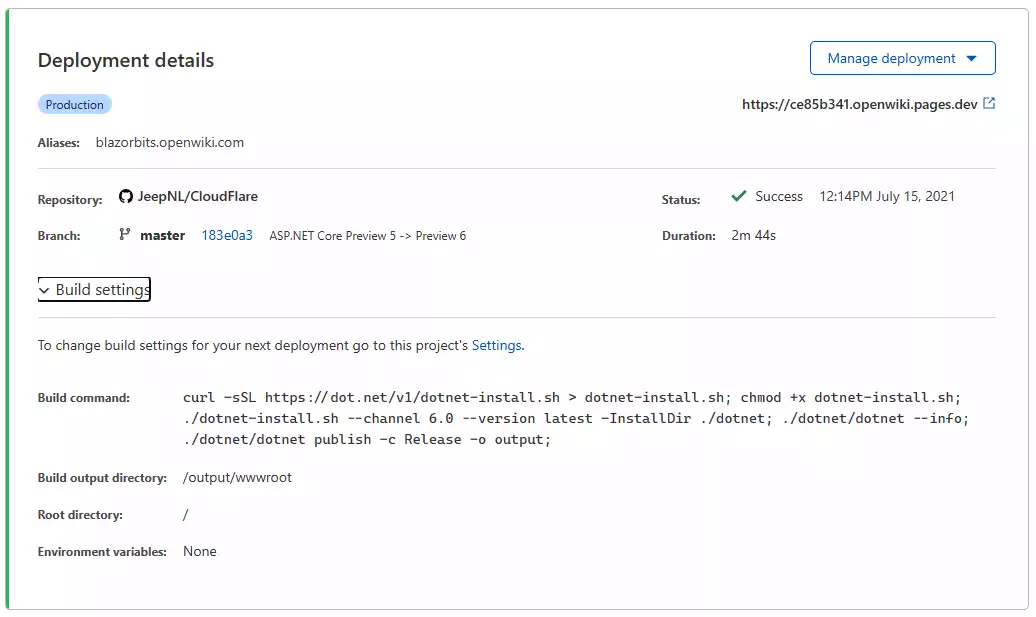 Deployment details
Manage deployment
Production
https://ce85b341.openwiki.pages.dev
Aliases: blazorbits.openwiki.com
Repository: JeepNL/CloudFlare
Status: Success 12:14PM July 15, 2021
Branch: master 183e0a3 ASP.NET Core Preview 5 -> Preview 6
Duration: 2m 44s
Build settings
To change build settings for your next deployment go to this project's Settings.
Build command: curl -sSL https://dot.net/v1/dotnet-install.sh > dotnet-install.sh; chmod +x dotnet-install.sh;
./dotnet-install.sh --channel 6.0 --version latest -InstallDir ./dotnet; ./dotnet/dotnet --info;
./dotnet/dotnet publish -c Release -o output;
Build output directory: /output/wwwroot
Root directory: /
Environment variables: None